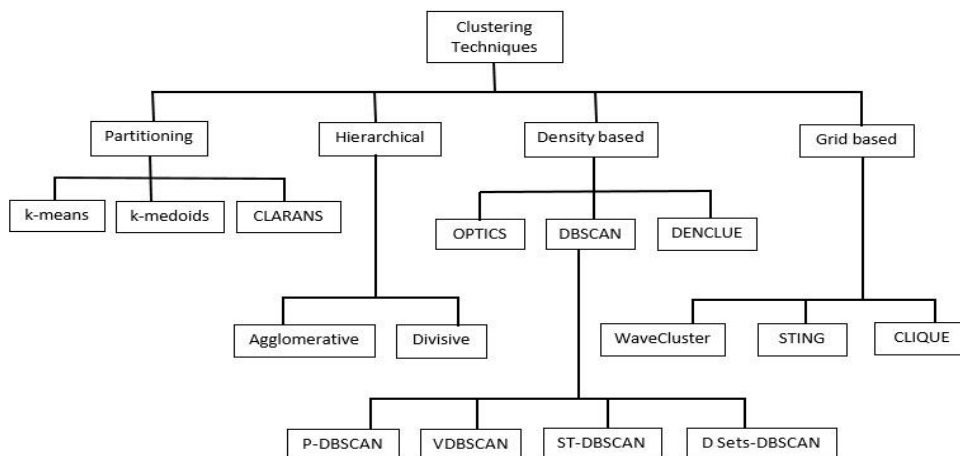 Clustering
Techniques
Partitioning
Hierarchical
Density based
Grid based
k-means
k-medoids
CLARANS
OPTICS
DBSCAN
DENCLUE
Agglomerative
Divisive
WaveCluster
STING
CLIQUE
P-DBSCAN
VDBSCAN
ST-DBSCAN
D Sets-DBSCAN